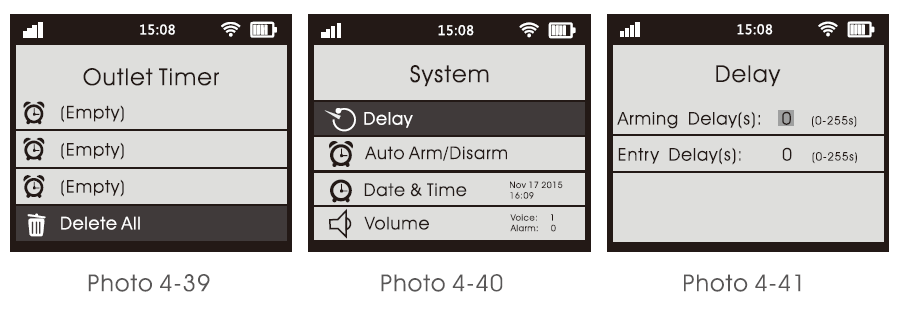 15:08
Outlet Timer
(Empty)
(Empty)
(Empty)
Delete All
Photo 4-39
15:08
System
Delay
Auto Arm/Disarm
Date & Time Nov 17 2015
16:09
Volume Voice: 1
Alarm: 0
Photo 4-40
15:08
Delay
Arming Delay(s): 0 (0-255s)
Entry Delay(s): 0 (0-255s)
Photo 4-41